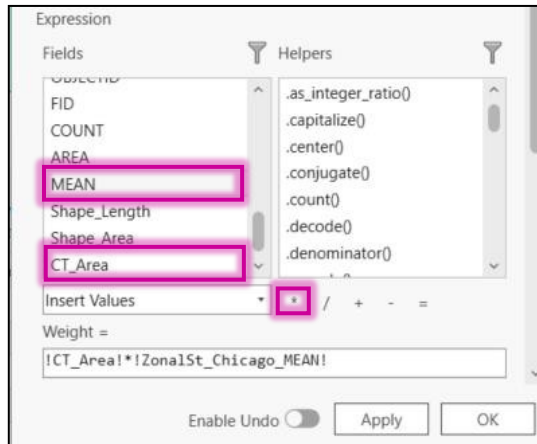 Expression
Fields
Helpers
OBJECTID
FID
COUNT
AREA
MEAN
Shape_Length
Shape_Area
CT_Area
.as_integer_ratio()
.capitalize()
.center()
.conjugate()
.count()
.decode()
.denominator()
Insert Values
* / + - =
Weight =
!CT_Area!*!ZonalSt_Chicago_MEAN!
Enable Undo
Apply
OK